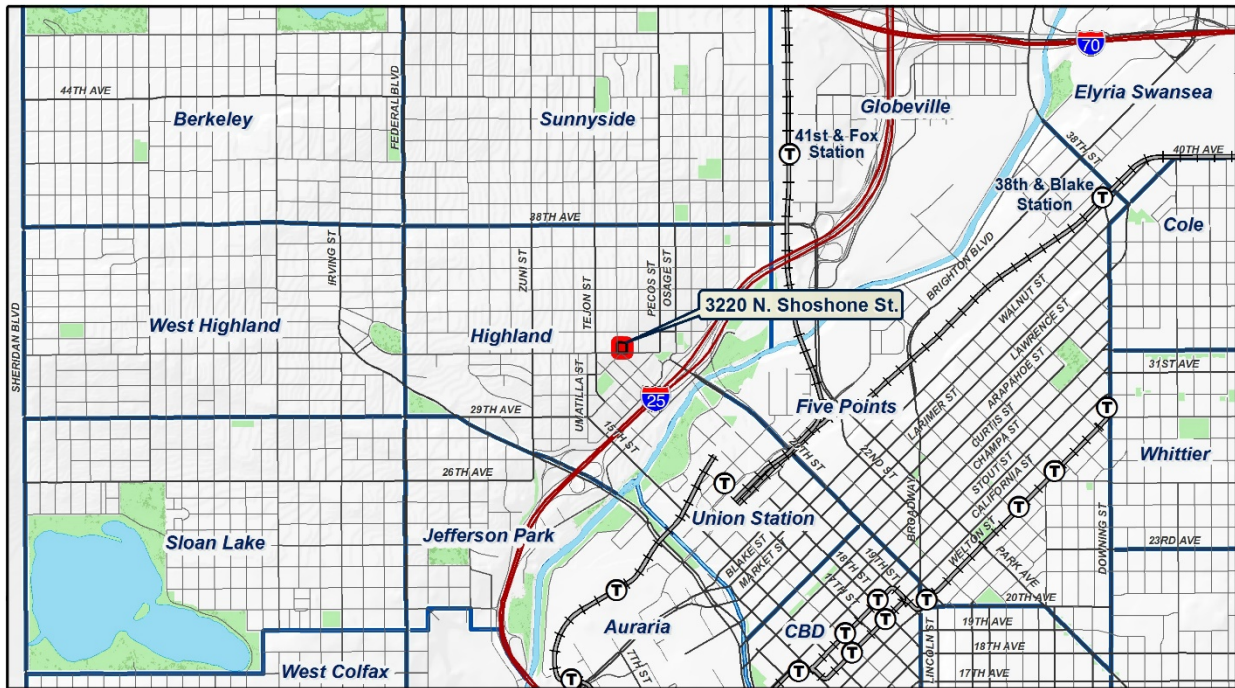 70
44TH AVE
Berkeley
FEDERAL BLVD
Sunnyside
Globeville
Elyria Swansea
41st & Fox
Station
T
38TH ST
40TH AVE
38th & Blake
Station
T
38TH AVE
Cole
IRVING ST
ZUNI ST
TEJON ST
PECOS ST
OSAGE ST
BRIGHTON BLVD
3220 N. Shoshone St.
WALNUT ST
SHERIDAN BLVD
West Highland
Highland
LAWRENCE ST
31ST AVE
ARAPAHOE ST
UMATILLA ST
25
29TH AVE
15TH ST
Five Points
LARIMER ST
CURTIS ST
T
CHAMPA ST
20TH ST
22ND ST
STOUT ST
Whittier
26TH AVE
CALIFORNIA ST
T
T
T
Union Station
BROADWAY
WELTON ST
DOWNING ST
Jefferson Park
Sloan Lake
BLAKE ST
MARKET ST
18TH ST
19TH ST
17TH ST
PARK AVE
23RD AVE
T
T
T
20TH AVE
Auraria
CBD
T
T
T
19TH AVE
LINCOLN ST
18TH AVE
West Colfax
7TH ST
T
T
17TH AVE